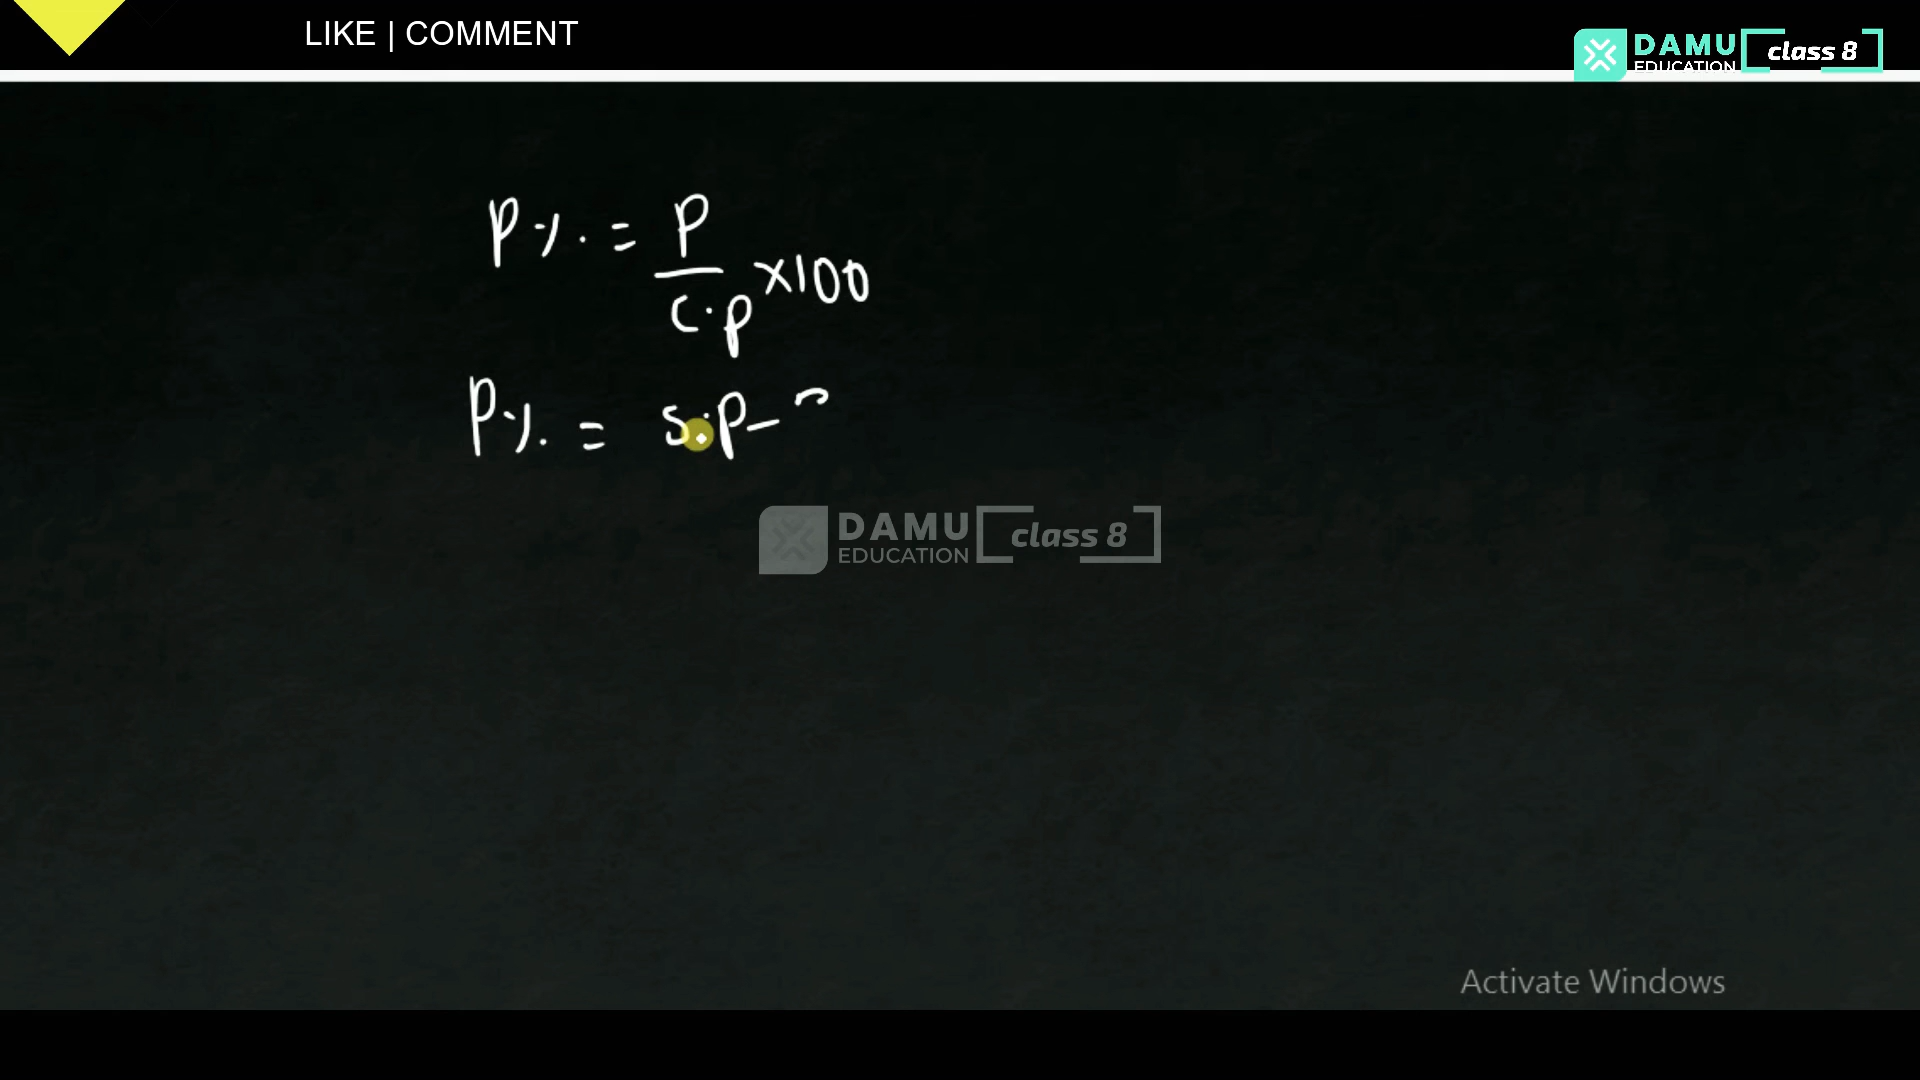 LIKE | COMMENT
DAMU EDUCATION class 8
P% = P/C.P ×100
P% = S.P -
DAMU EDUCATION class 8
Activate Windows